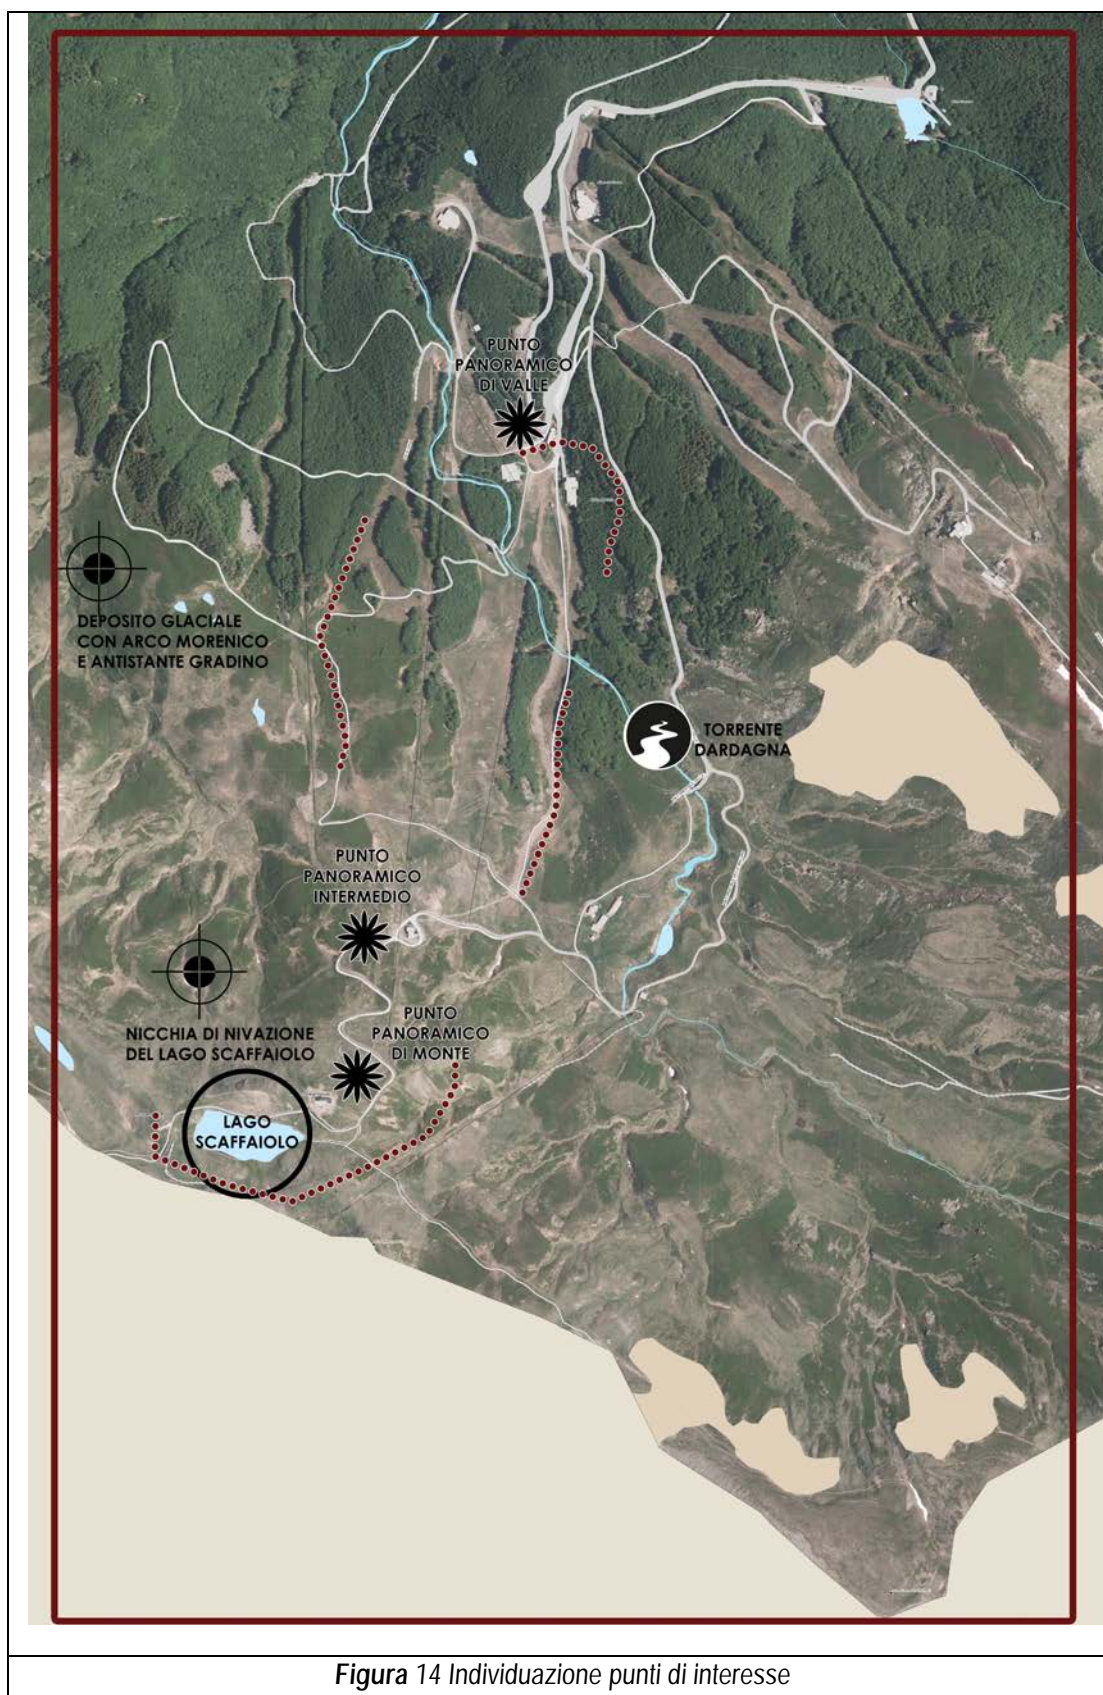 PUNTO
PANORAMICO
DI VALLE
DEPOSITO GLACIALE
CON ARCO MORENICO
E ANTISTANTE GRADINO
TORRENTE
DARDAGNA
PUNTO
PANORAMICO
INTERMEDIO
NICCHIA DI NIVAZIONE
DEL LAGO SCAFFAIOLO
PUNTO
PANORAMICO
DI MONTE
LAGO
SCAFFAIOLO
Figura 14 Individuazione punti di interesse